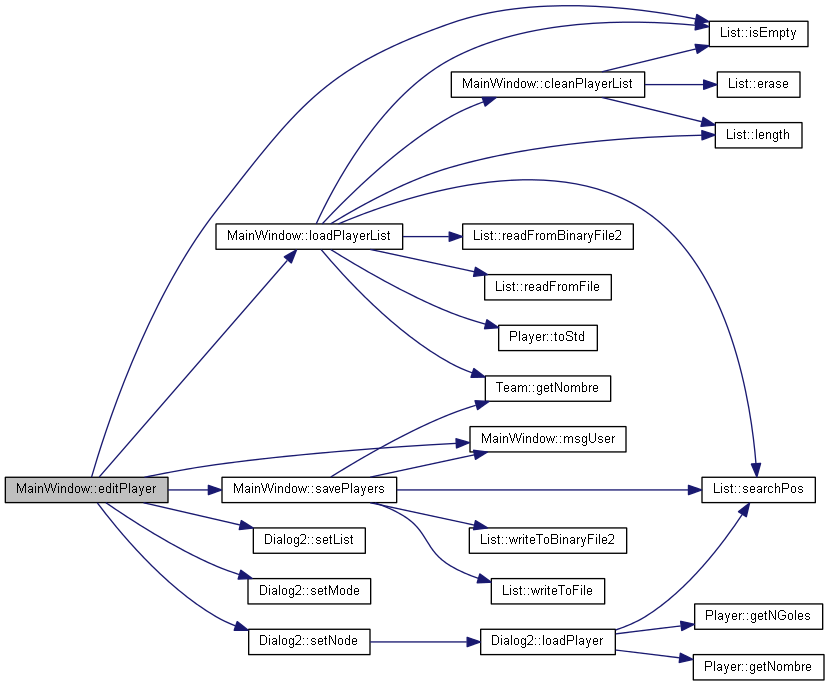 List::isEmpty
MainWindow::cleanPlayerList
List::erase
List::length
MainWindow::loadPlayerList
List::readFromBinaryFile2
List::readFromFile
Player::toStd
Team::getNombre
MainWindow::msgUser
MainWindow::editPlayer
MainWindow::savePlayers
List::searchPos
Dialog2::setList
List::writeToBinaryFile2
Dialog2::setMode
List::writeToFile
Player::getNGoles
Dialog2::setNode
Dialog2::loadPlayer
Player::getNombre